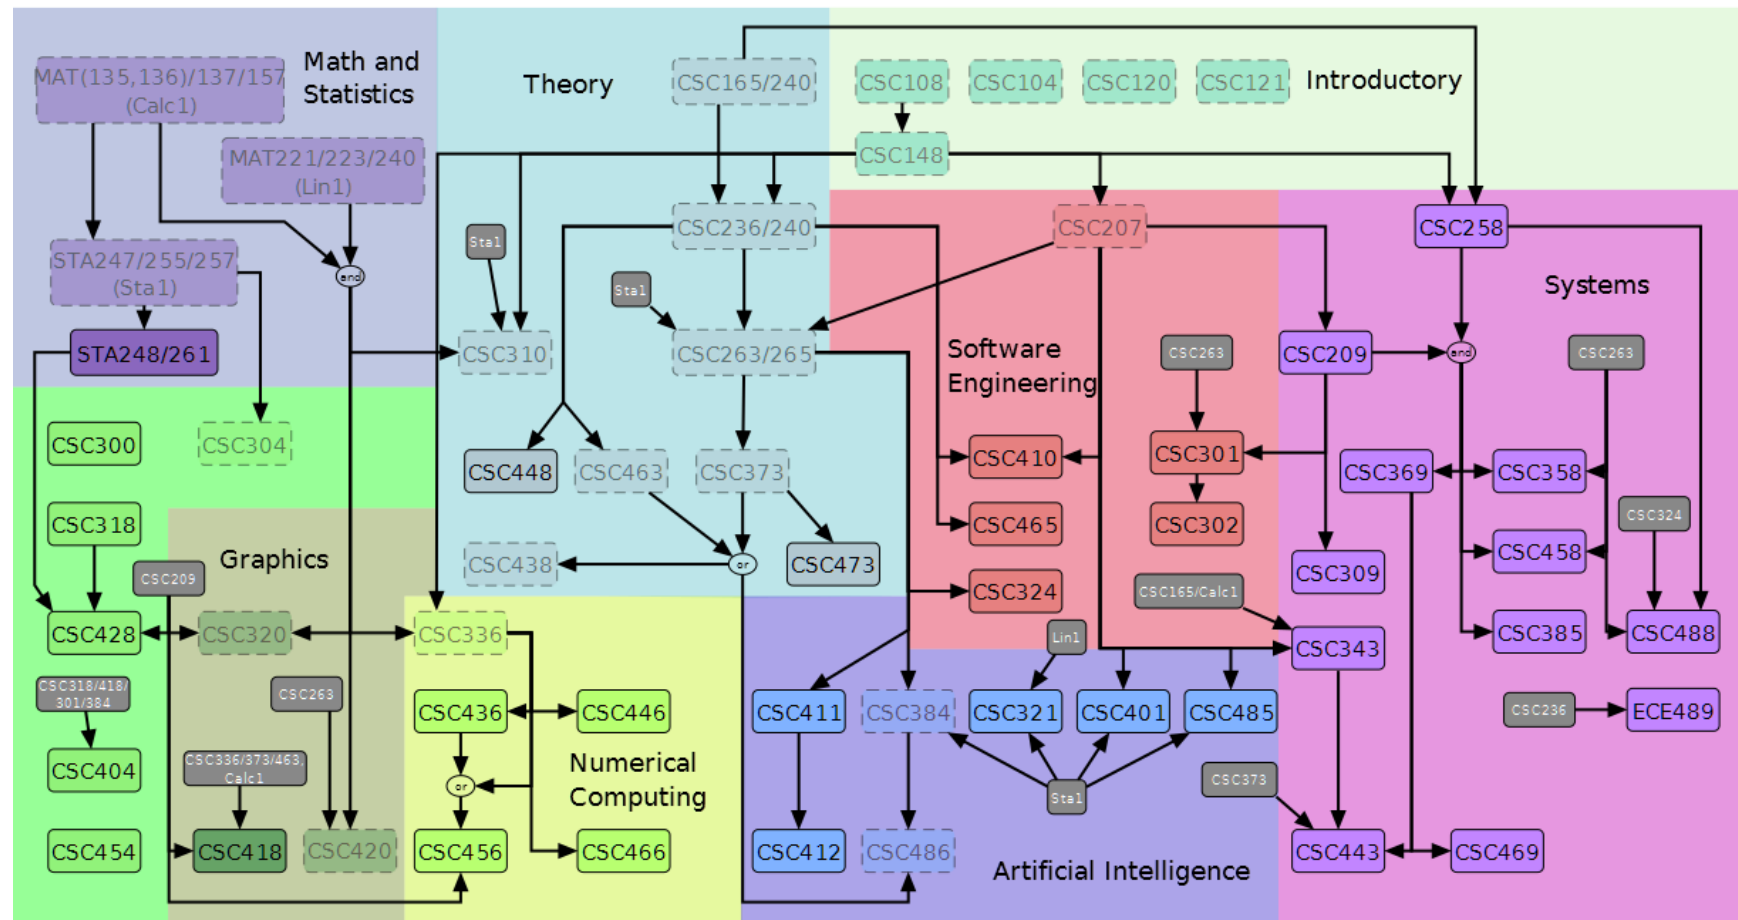 MAT(135,136)/137/157
(Calc1)
Math and
Statistics
Theory
CSC165/240
CSC108
CSC104
CSC120
CSC121
Introductory
MAT221/223/240
(Lin1)
CSC148
STA247/255/257
(Sta1)
and
Sta1
CSC236/240
CSC207
CSC258
Sta1
Systems
STA248/261
CSC310
CSC263/265
Software
Engineering
CSC263
CSC209
and
CSC263
CSC300
CSC304
CSC448
CSC463
CSC373
CSC410
CSC301
CSC369
CSC358
CSC318
CSC465
CSC302
CSC324
Graphics
CSC209
CSC438
or
CSC473
CSC324
CSC165/Calc1
CSC309
CSC458
CSC428
CSC320
CSC336
Lin1
CSC343
CSC385
CSC488
CSC318/418/
301/384
CSC263
CSC436
CSC446
CSC411
CSC384
CSC321
CSC401
CSC485
CSC236
ECE489
CSC404
CSC336/373/463,
Calc1
or
Numerical
Computing
Sta1
CSC373
CSC454
CSC418
CSC420
CSC456
CSC466
CSC412
CSC486
Artificial Intelligence
CSC443
CSC469